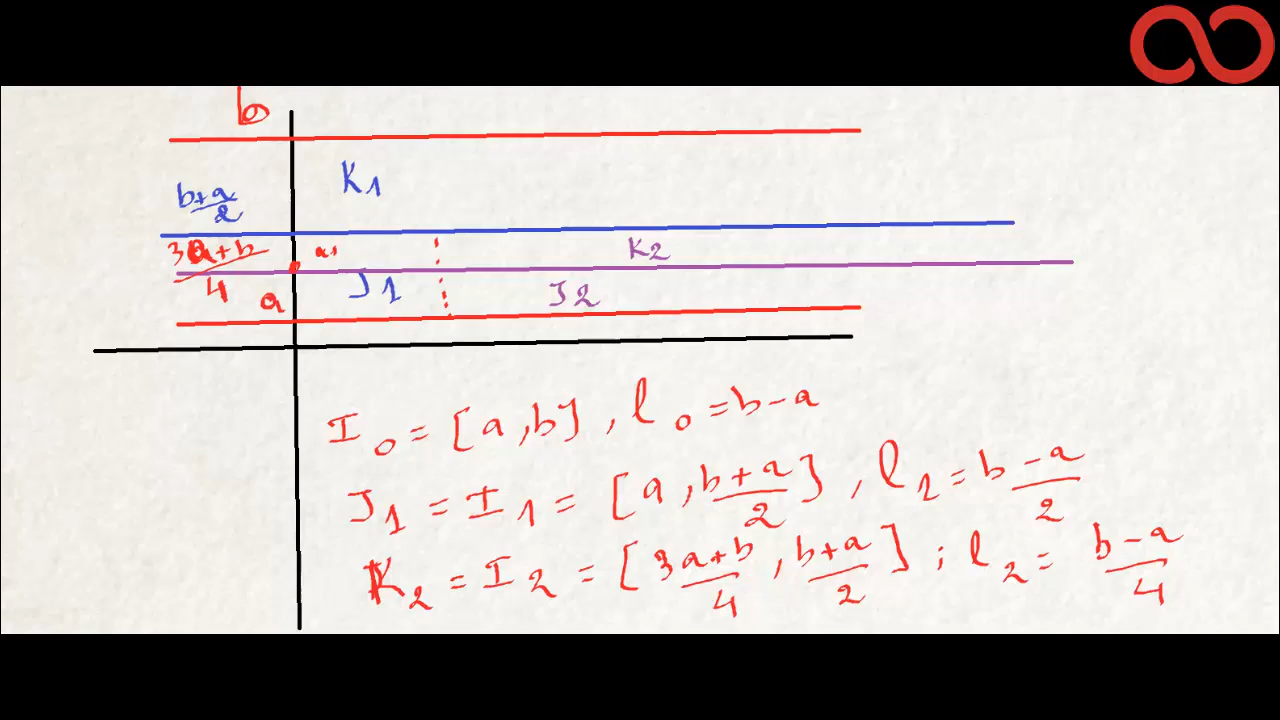 b
K1
b+a/2
3a+b/4
a1
K2
J1
J2
a
I0 = [a,b], l0 = b-a
J1 = I1 = [a, b+a/2], l1 = b-a/2
K2 = I2 = [3a+b/4, b+a/2]; l2 = b-a/4